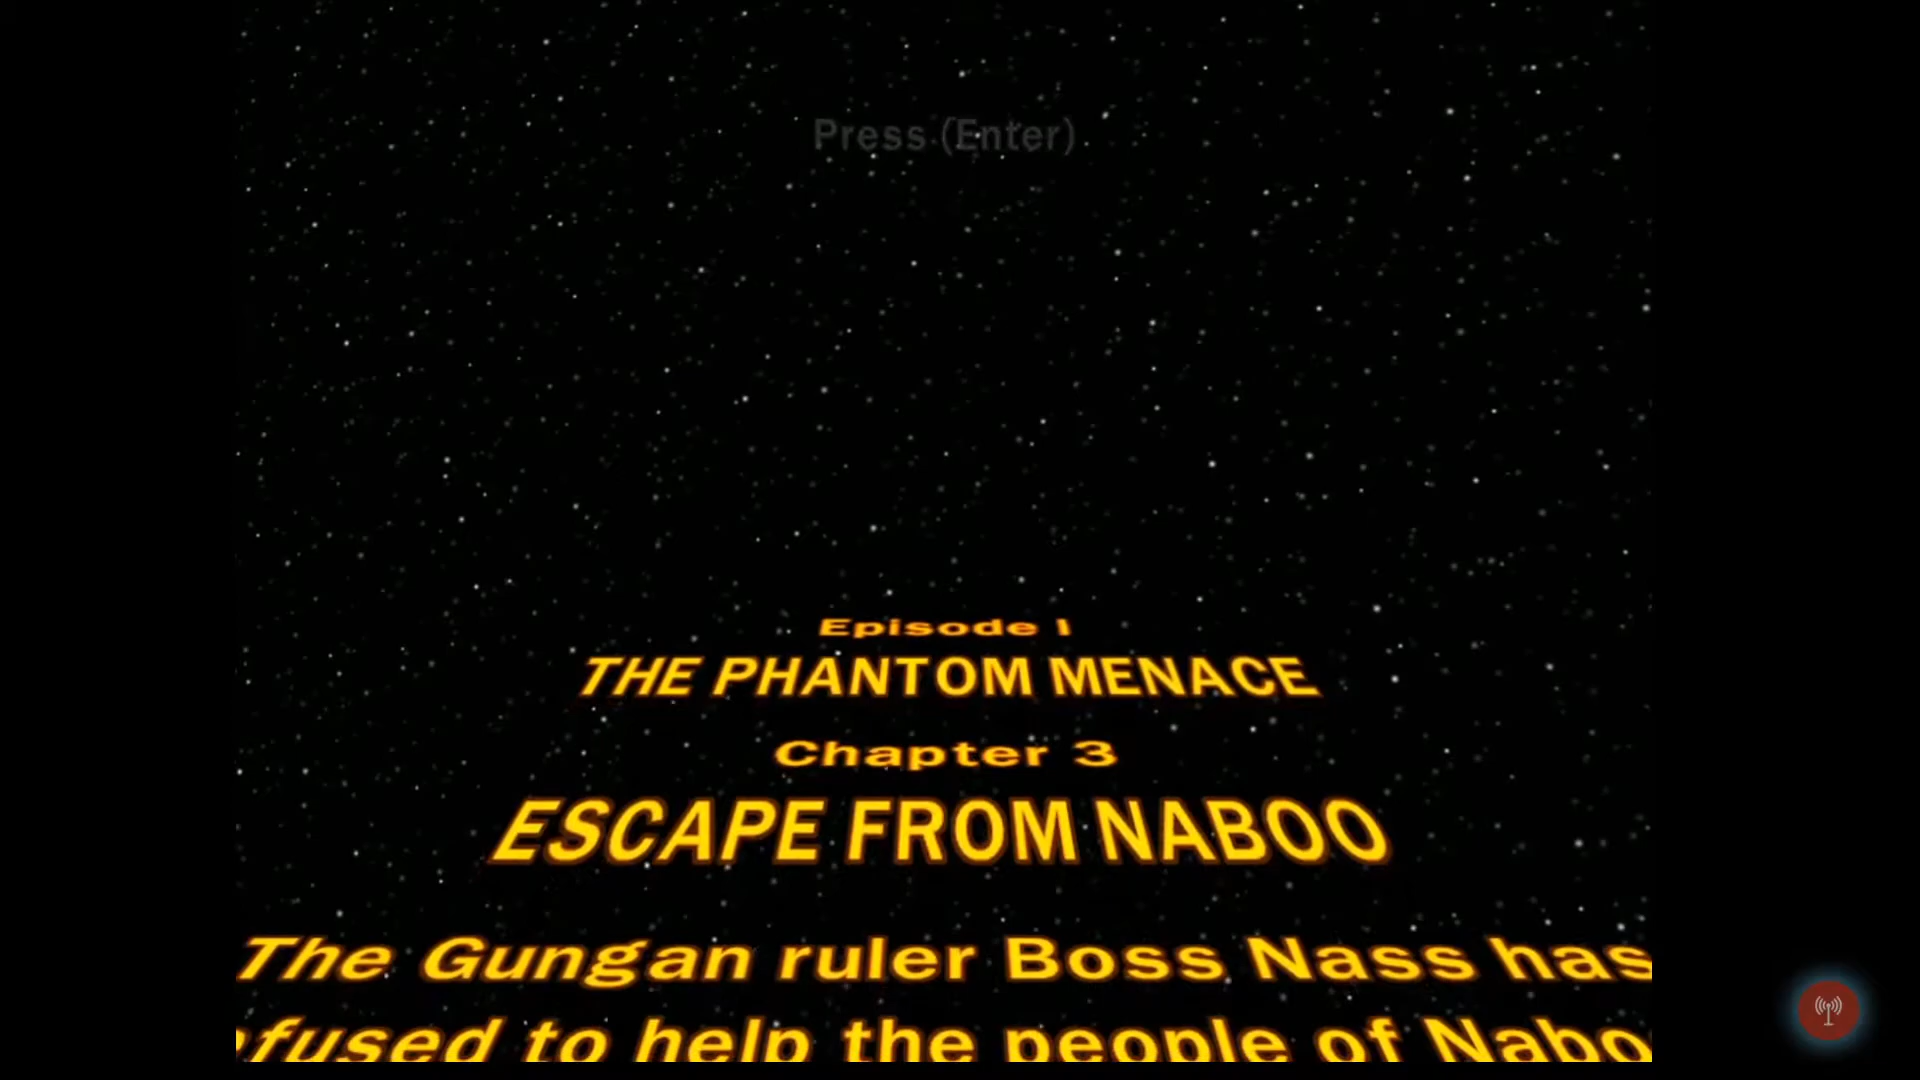 Press (Enter)
Episode I
THE PHANTOM MENACE
Chapter 3
ESCAPE FROM NABOO
The Gungan ruler Boss Nass has
to help the people of